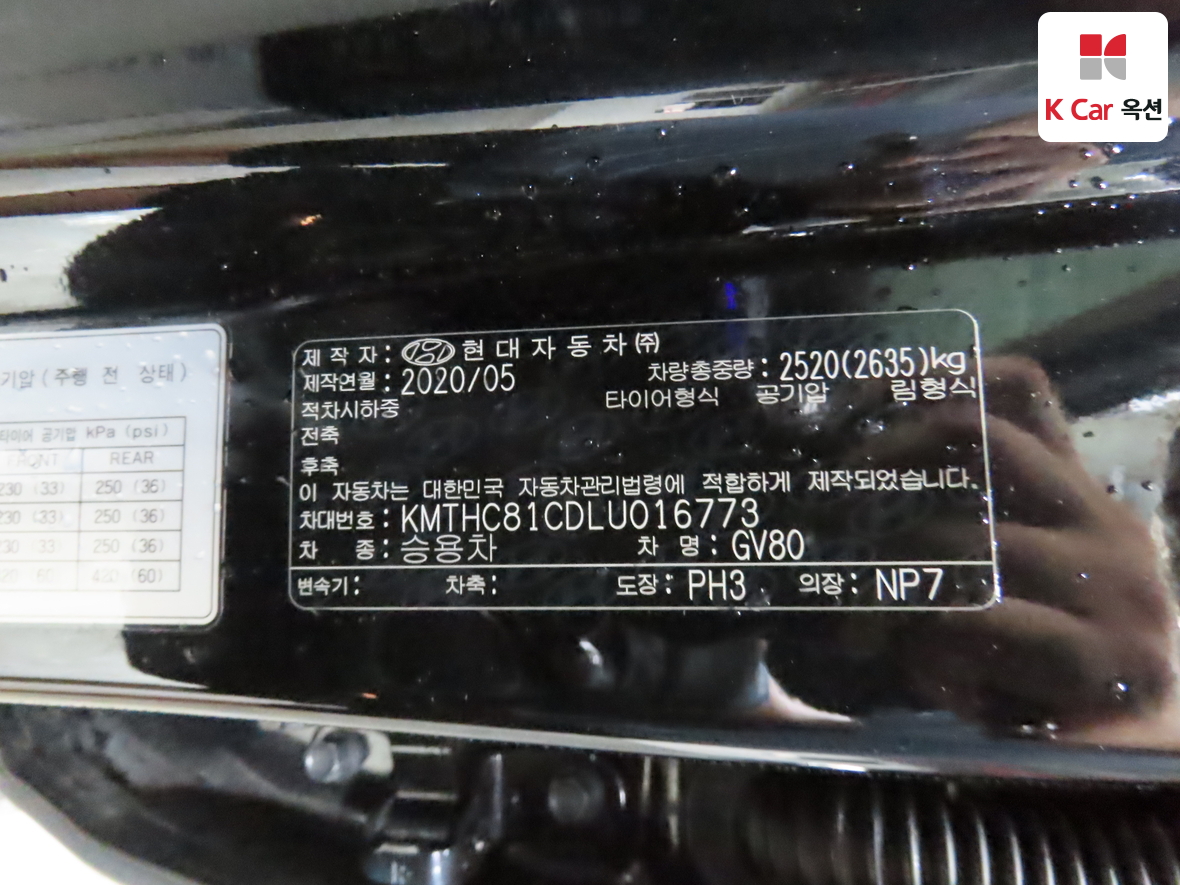 K Car 옥션
제 작 자 : 현 대 자 동 차 ㈜
제작연월 : 2020/05 차량총중량 : 2520(2635)kg
적차시하중 타이어형식 공기압 림형식
전축
후축
이 자동차는 대한민국 자동차관리법령에 적합하게 제작되었습니다.
차대번호 : KMTHC81CDLU016773
차 종 : 승용차 차 명 : GV80
변속기 : 차축 : 도장 : PH3 의장 : NP7
기압 ( 주행 전 상태 )
타이어 공기압 kPa (psi)
FRONT REAR
230 (33) 250 (36)
230 (33) 250 (36)
230 (33) 250 (36)
420 (60) 420 (60)